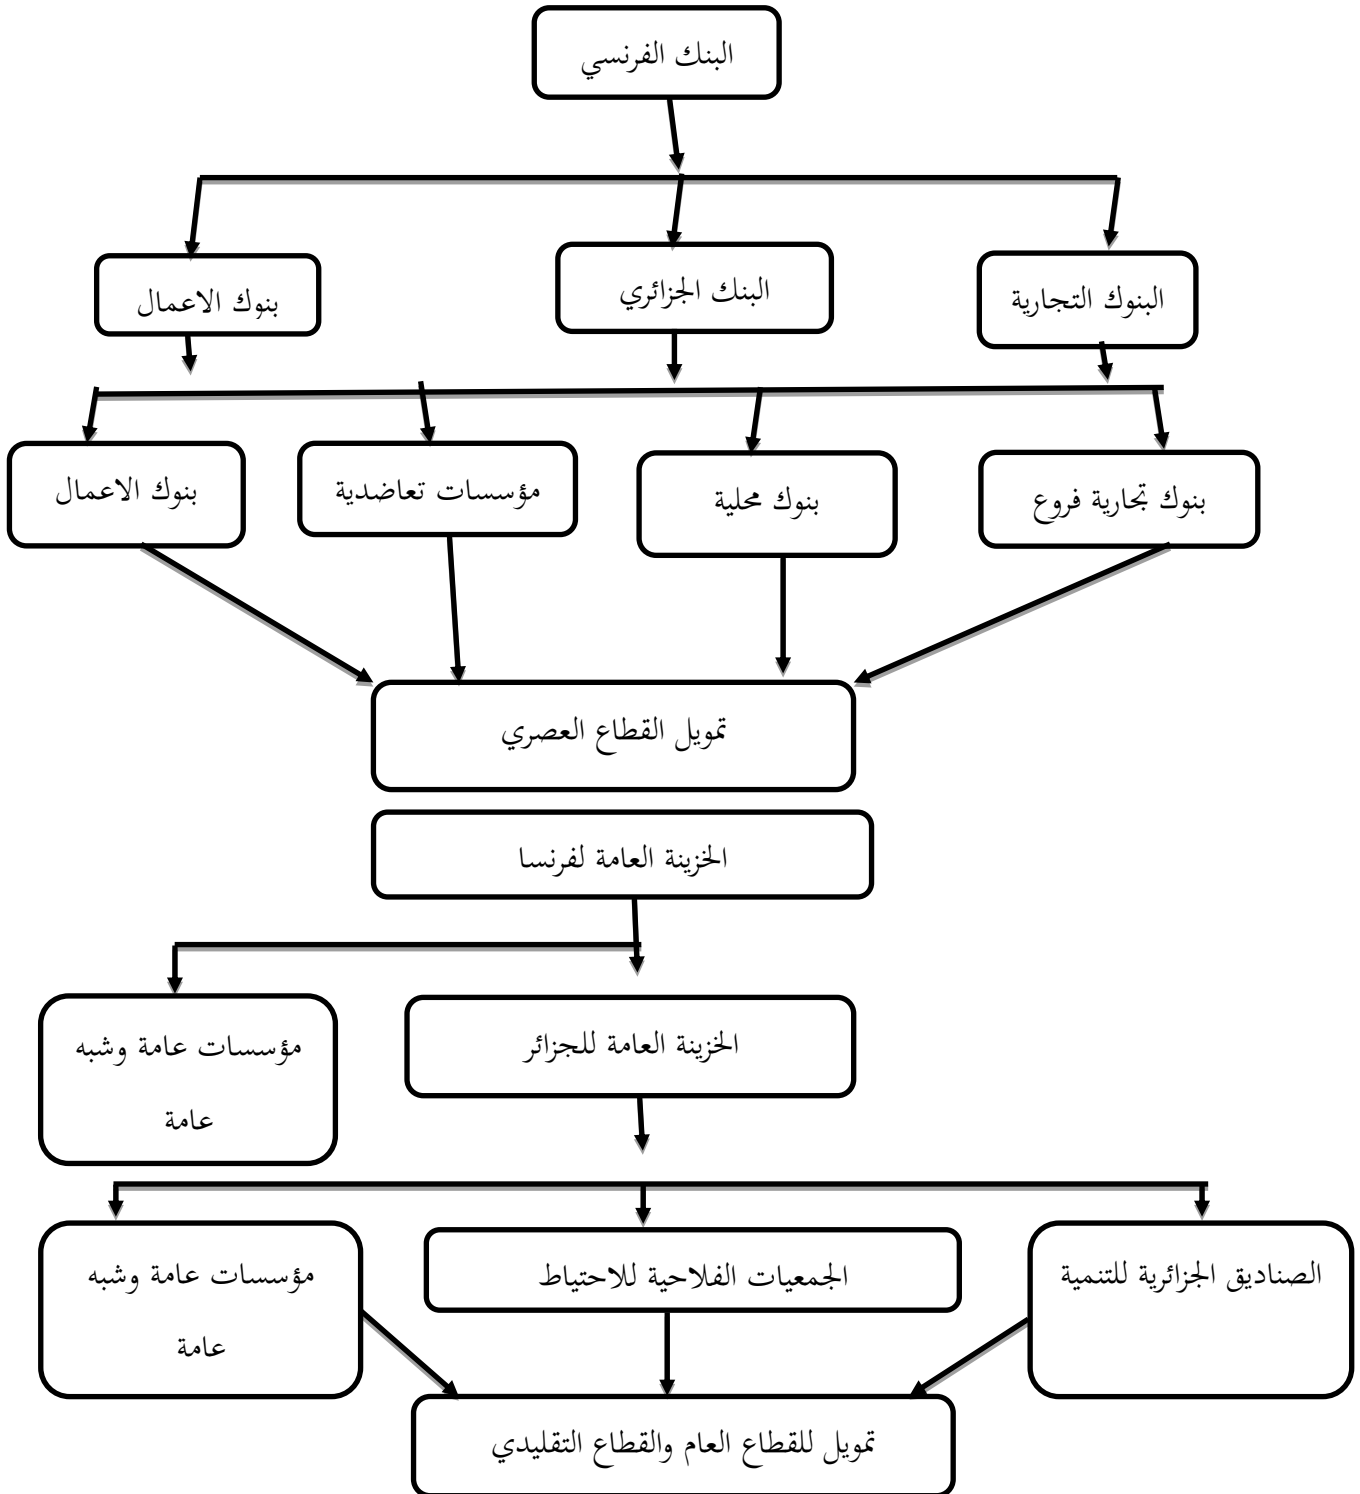 البنك الفرنسي
البنوك التجارية
البنك الجزائري
بنوك الاعمال
بنوك تجارية فروع
بنوك محلية
مؤسسات تعاضدية
بنوك الاعمال
تمويل القطاع العصري
الخزينة العامة لفرنسا
الخزينة العامة للجزائر
مؤسسات عامة وشبه
عامة
الصناديق الجزائرية للتنمية
الجمعيات الفلاحية للاحتياط
مؤسسات عامة وشبه
عامة
تمويل للقطاع العام والقطاع التقليدي